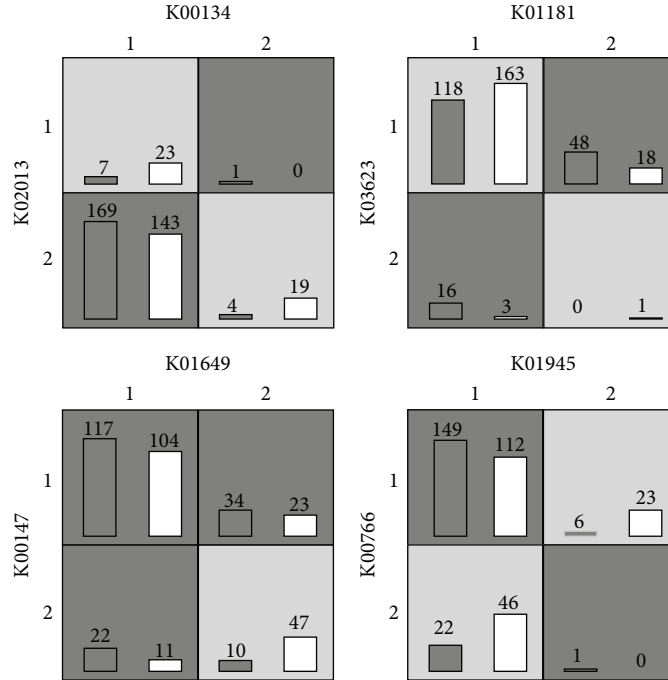 K00134 K01181
1 2 1 2
K02013 1 7 23 1 0 K03623 1 118 163 48 18
2 169 143 4 19 2 16 3 0 1
K01649 K01945
1 2 1 2
K00147 1 117 104 34 23 K00766 1 149 112 6 23
2 22 11 10 47 2 22 46 1 0